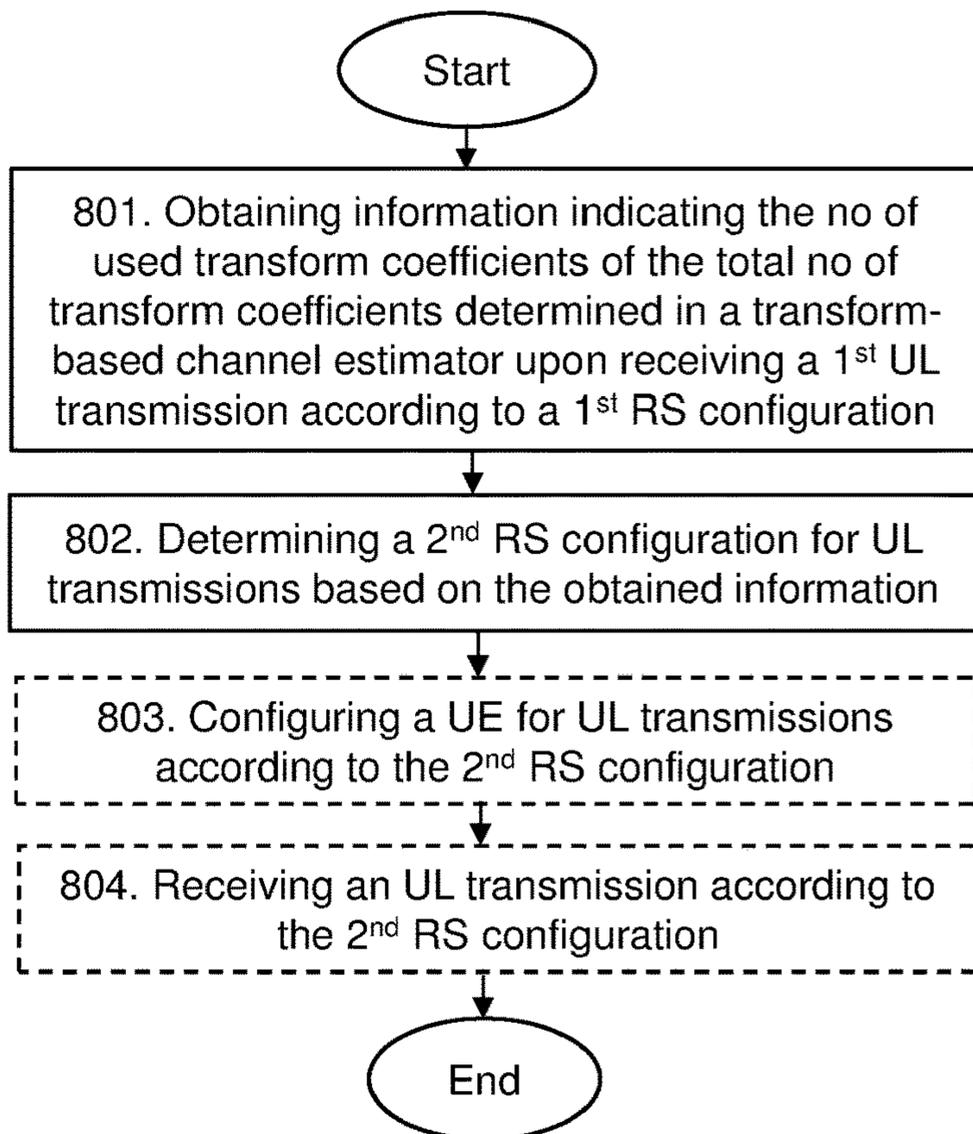 Start
801. Obtaining information indicating the no of
used transform coefficients of the total no of
transform coefficients determined in a transform-
based channel estimator upon receiving a 1st UL
transmission according to a 1st RS configuration
802. Determining a 2nd RS configuration for UL
transmissions based on the obtained information
803. Configuring a UE for UL transmissions
according to the 2nd RS configuration
804. Receiving an UL transmission according to
the 2nd RS configuration
End